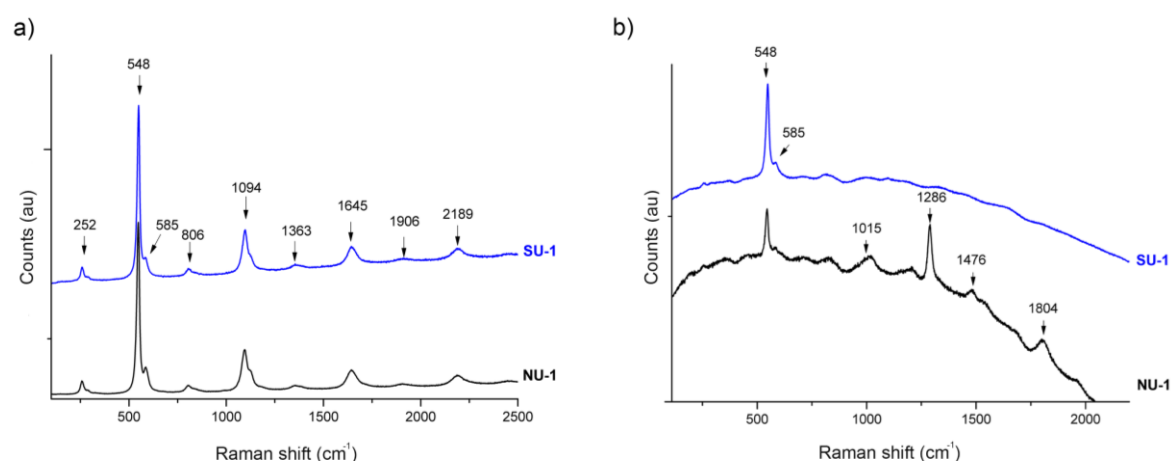 a)
548
252
585
806
1094
1363
1645
1906
2189
SU-1
NU-1
Counts (au)
500
1000
1500
2000
2500
Raman shift (cm⁻¹)
b)
548
585
1015
1286
1476
1804
SU-1
NU-1
Counts (au)
500
1000
1500
2000
Raman shift (cm⁻¹)